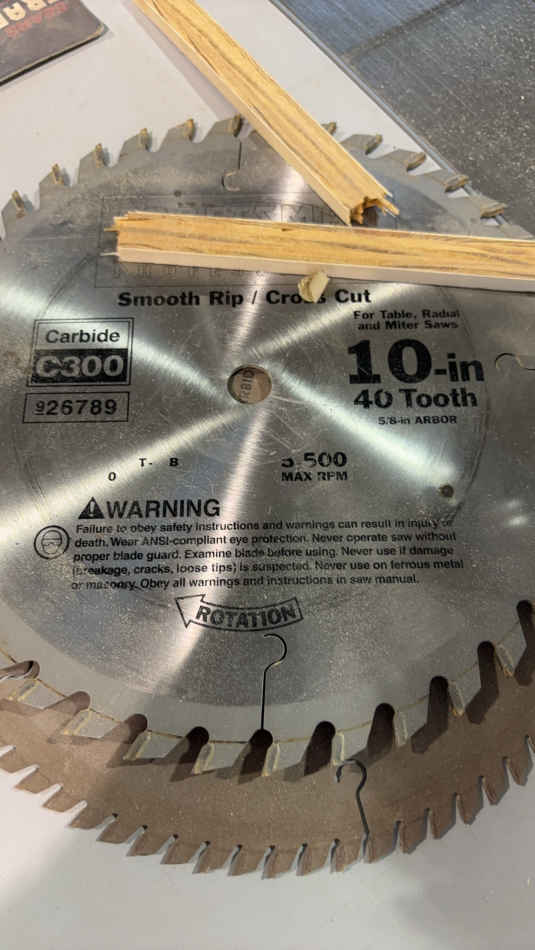 Smooth Rip / Cross Cut
For Table, Radial
and Miter Saws
Carbide
C300
926789
10-in
40 Tooth
5/8-in ARBOR
O T- B
5,500
MAX RPM
WARNING
Failure to obey safety instructions and warnings can result in injury or
death. Wear ANSI-compliant eye protection. Never operate saw without
proper blade guard. Examine blade before using. Never use if damage
(breakage, cracks, loose tips) is suspected. Never use on ferrous metal
or masonry. Obey all warnings and instructions in saw manual.
ROTATION